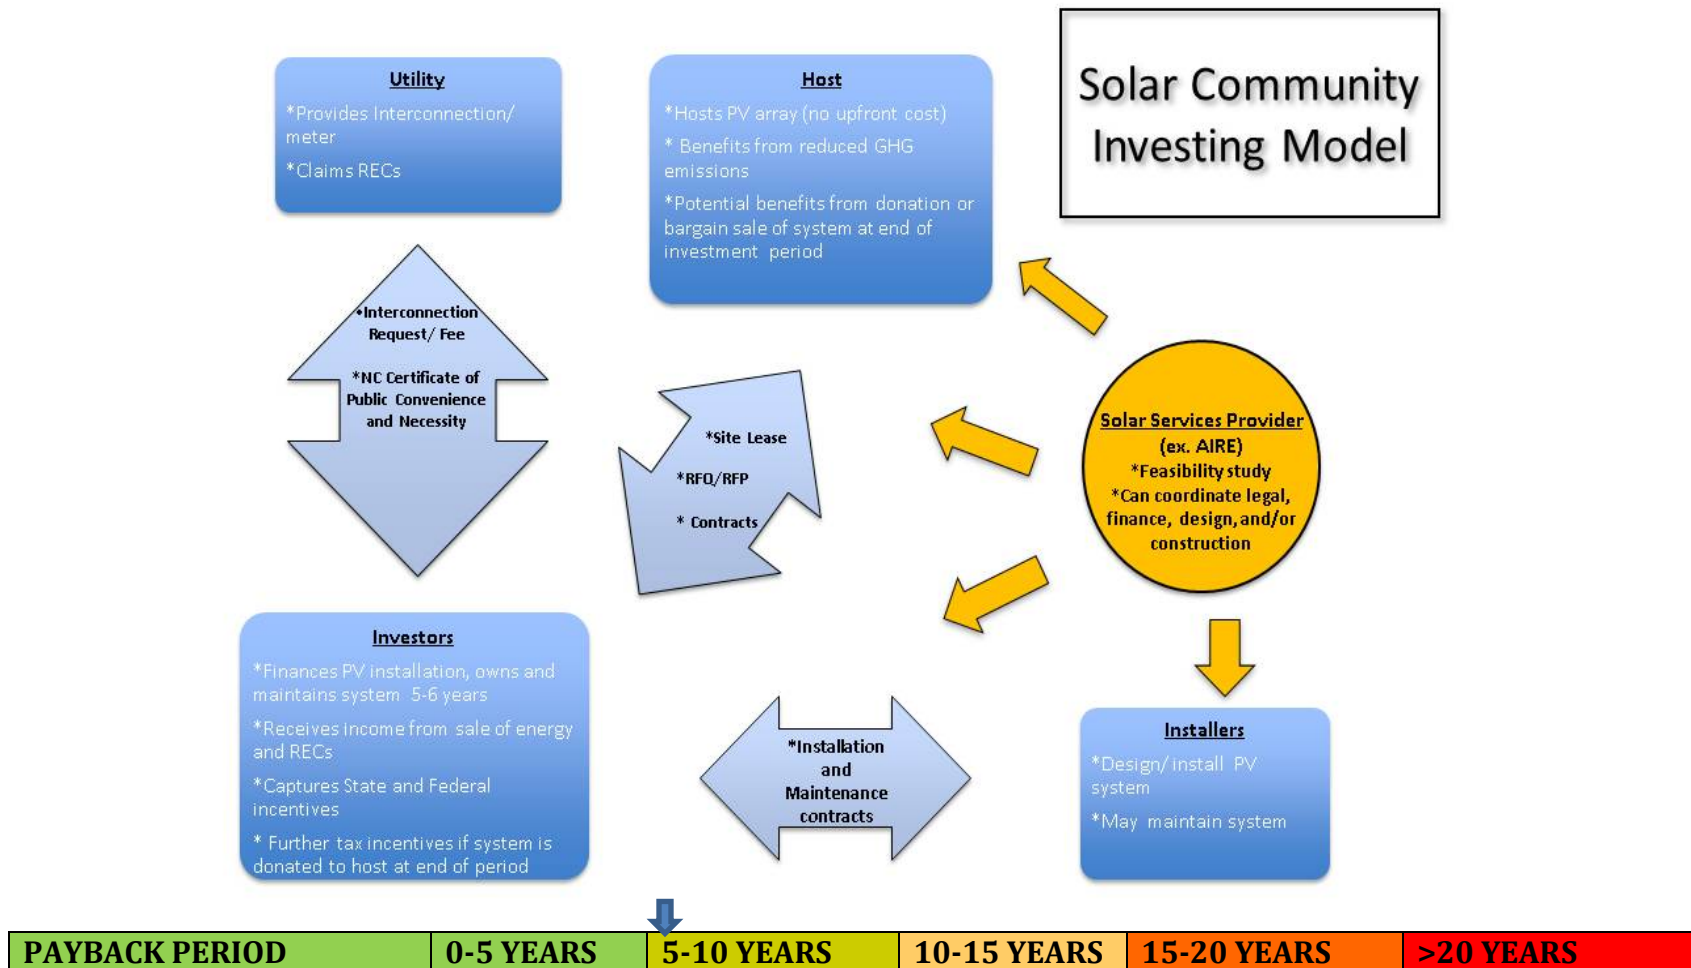 Solar Community
Investing Model
Utility
*Provides Interconnection/
meter
*Claims RECs
Host
*Hosts PV array (no upfront cost)
* Benefits from reduced GHG
emissions
*Potential benefits from donation or
bargain sale of system at end of
investment period
•Interconnection
Request/ Fee
*NC Certificate of
Public Convenience
and Necessity
*Site Lease
*RFQ/RFP
* Contracts
Solar Services Provider
(ex. AIRE)
*Feasibility study
*Can coordinate legal,
finance, design, and/or
construction
Investors
*Finances PV installation, owns and
maintains system 5-6 years
*Receives income from sale of energy
and RECs
*Captures State and Federal
incentives
* Further tax incentives if system is
donated to host at end of period
*Installation
and
Maintenance
contracts
Installers
*Design/ install PV
system
*May maintain system
PAYBACK PERIOD 0-5 YEARS 5-10 YEARS 10-15 YEARS 15-20 YEARS >20 YEARS